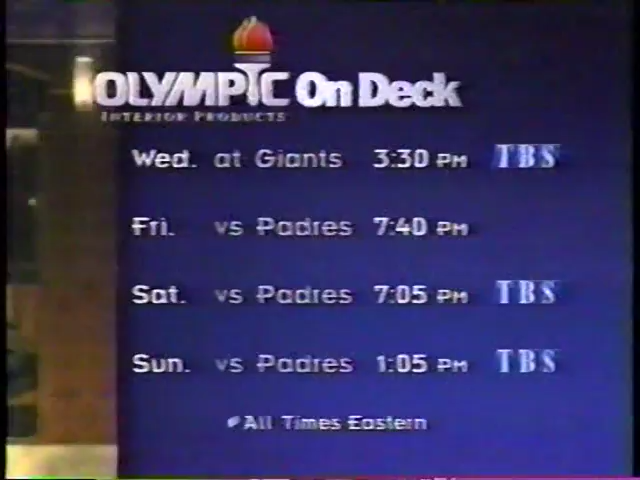 OLYMPIC On Deck
INTERIOR PRODUCTS
Wed. at Giants 3:30 PM TBS
Fri. vs Padres 7:40 PM
Sat. vs Padres 7:05 PM TBS
Sun. vs Padres 1:05 PM TBS
All Times Eastern